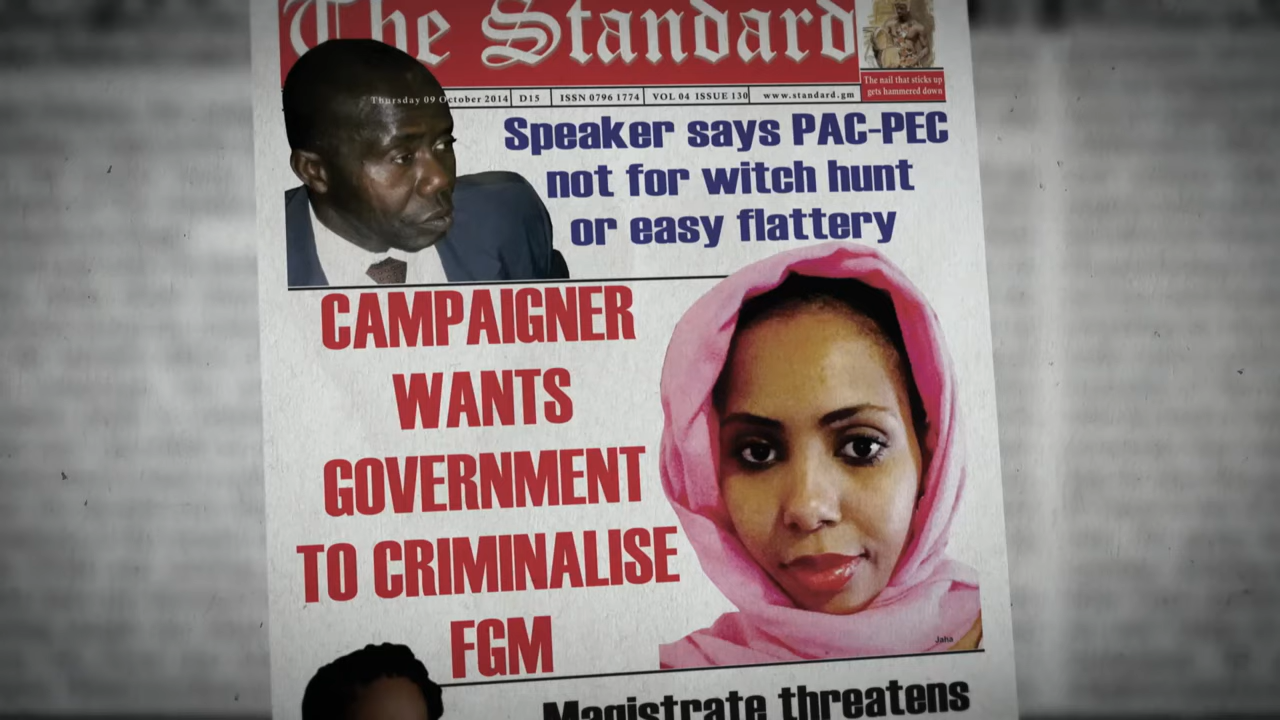 The Standard
The nail that sticks up
gets hammered down
Thursday 09 October 2014 D15 ISSN 0796 1774 VOL 04 ISSUE 130 www.standard.gm
Speaker says PAC-PEC
not for witch hunt
or easy flattery
CAMPAIGNER
WANTS
GOVERNMENT
TO CRIMINALISE
FGM
Jaha
Magistrate threatens